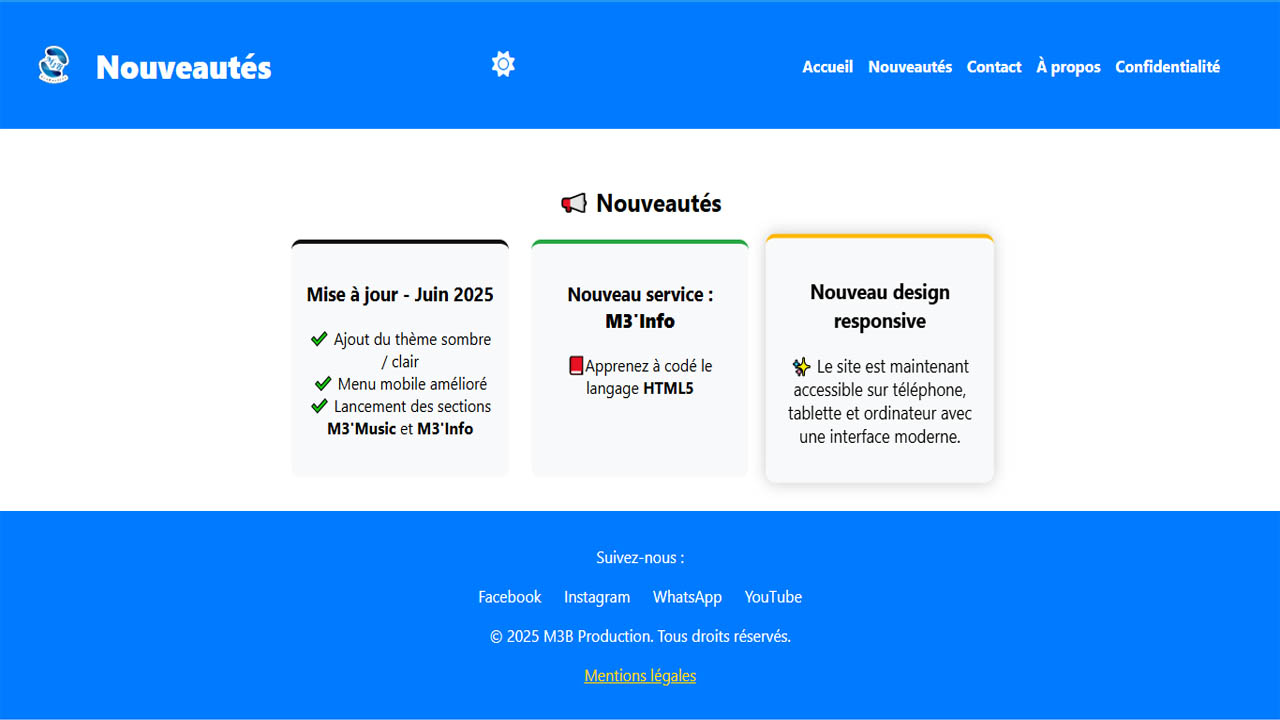 Nouveautés
Accueil Nouveautés Contact À propos Confidentialité
Nouveautés
Mise à jour - Juin 2025
Ajout du thème sombre
/ clair
Menu mobile amélioré
Lancement des sections
M3'Music et M3'Info
Nouveau service :
M3'Info
Apprenez à codé le
langage HTML5
Nouveau design
responsive
Le site est maintenant
accessible sur téléphone,
tablette et ordinateur avec
une interface moderne.
Suivez-nous :
Facebook Instagram WhatsApp YouTube
© 2025 M3B Production. Tous droits réservés.
Mentions légales